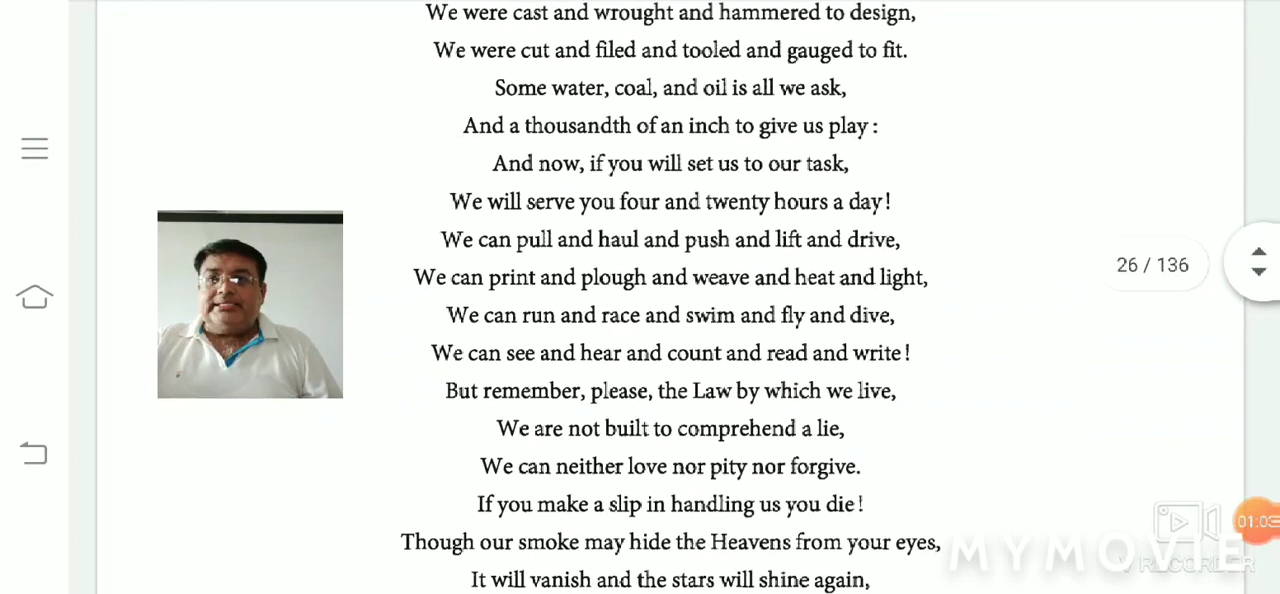 We were cast and wrought and hammered to design,
We were cut and filed and tooled and gauged to fit.
Some water, coal, and oil is all we ask,
And a thousandth of an inch to give us play:
And now, if you will set us to our task,
We will serve you four and twenty hours a day!
We can pull and haul and push and lift and drive,
We can print and plough and weave and heat and light,
We can run and race and swim and fly and dive,
We can see and hear and count and read and write!
But remember, please, the Law by which we live,
We are not built to comprehend a lie,
We can neither love nor pity nor forgive.
If you make a slip in handling us you die!
Though our smoke may hide the Heavens from your eyes,
It will vanish and the stars will shine again,
26 / 136
01:03
MYMOVIE
V RECORDER